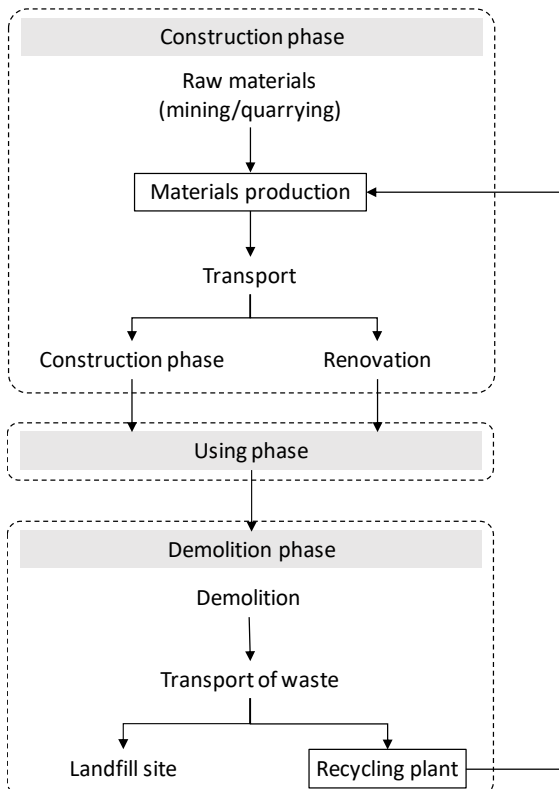 Construction phase
Raw materials
(mining/quarrying)
Materials production
Transport
Construction phase
Renovation
Using phase
Demolition phase
Demolition
Transport of waste
Landfill site
Recycling plant